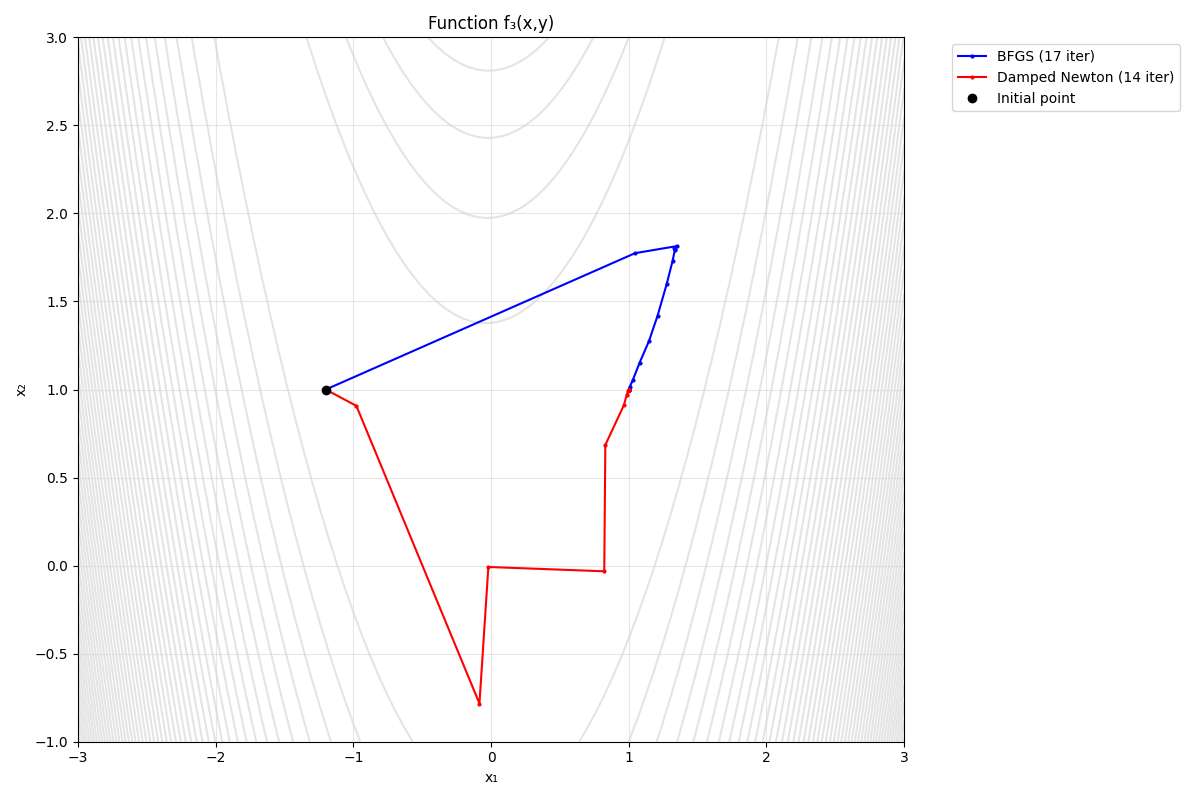 Function f₃(x,y)
3.0
2.5
2.0
1.5
1.0
0.5
0.0
−0.5
−1.0
x₂
−3
−2
−1
0
1
2
3
x₁
BFGS (17 iter)
Damped Newton (14 iter)
Initial point